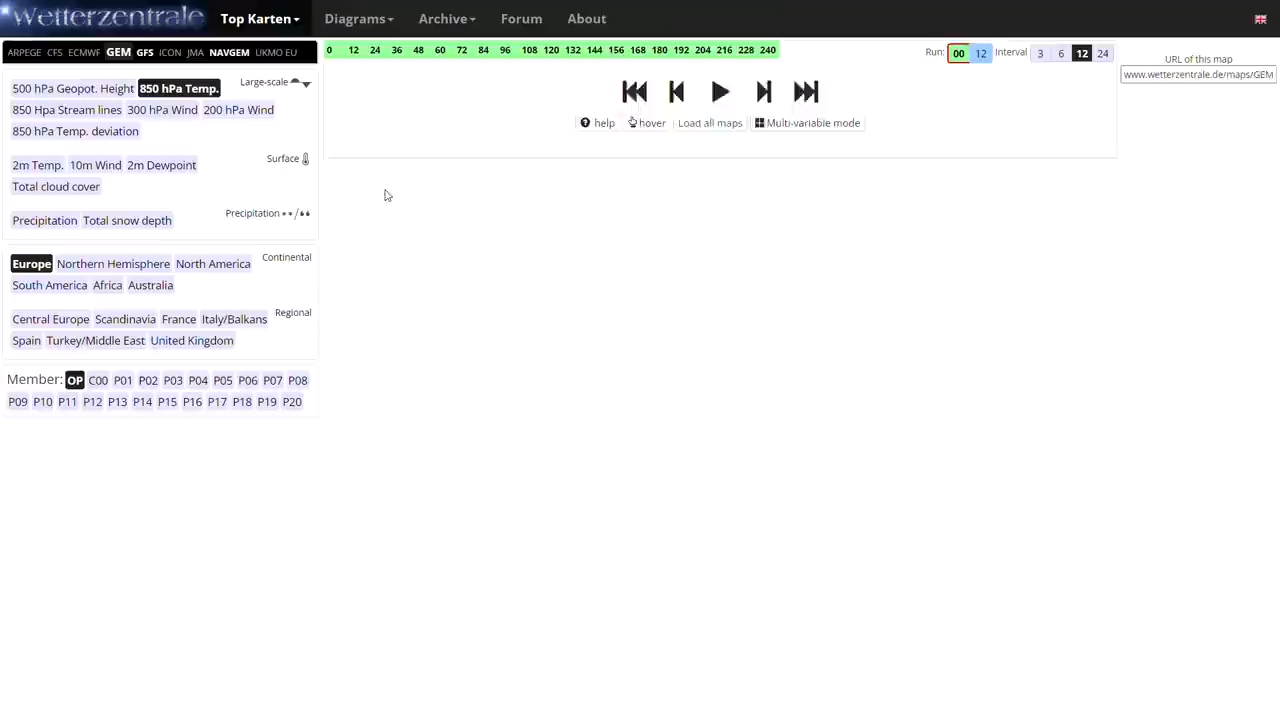 Wetterzentrale Top Karten Diagrams Archive Forum About
ARPEGE CFS ECMWF GEM GFS ICON JMA NAVGEM UKMO EU
500 hPa Geopot. Height 850 hPa Temp. Large-scale
850 Hpa Stream lines 300 hPa Wind 200 hPa Wind
850 hPa Temp. deviation
2m Temp. 10m Wind 2m Dewpoint Surface
Total cloud cover
Precipitation Total snow depth Precipitation
Europe Northern Hemisphere North America Continental
South America Africa Australia
Central Europe Scandinavia France Italy/Balkans Regional
Spain Turkey/Middle East United Kingdom
Member: OP C00 P01 P02 P03 P04 P05 P06 P07 P08
P09 P10 P11 P12 P13 P14 P15 P16 P17 P18 P19 P20
0 12 24 36 48 60 72 84 96 108 120 132 144 156 168 180 192 204 216 228 240
Run: 00 12 Interval 3 6 12 24
help hover Load all maps Multi-variable mode
URL of this map
www.wetterzentrale.de/maps/GEM